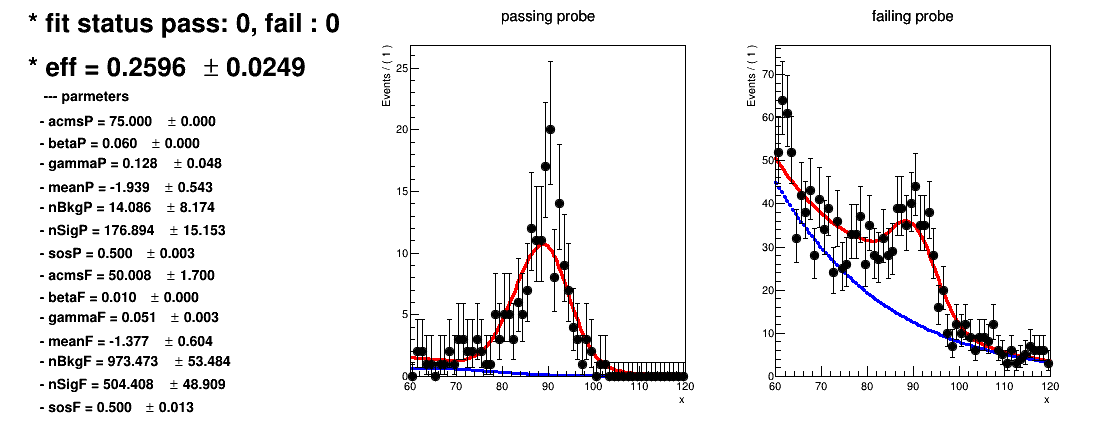 * fit status pass: 0, fail : 0
* eff = 0.2596 ± 0.0249
--- parmeters
- acmsP = 75.000 ± 0.000
- betaP = 0.060 ± 0.000
- gammaP = 0.128 ± 0.048
- meanP = -1.939 ± 0.543
- nBkgP = 14.086 ± 8.174
- nSigP = 176.894 ± 15.153
- sosP = 0.500 ± 0.003
- acmsF = 50.008 ± 1.700
- betaF = 0.010 ± 0.000
- gammaF = 0.051 ± 0.003
- meanF = -1.377 ± 0.604
- nBkgF = 973.473 ± 53.484
- nSigF = 504.408 ± 48.909
- sosF = 0.500 ± 0.013
passing probe
Events / ( 1 )
25
20
15
10
5
0
60 70 80 90 100 110 120
x
failing probe
Events / ( 1 )
70
60
50
40
30
20
10
0
60 70 80 90 100 110 120
x